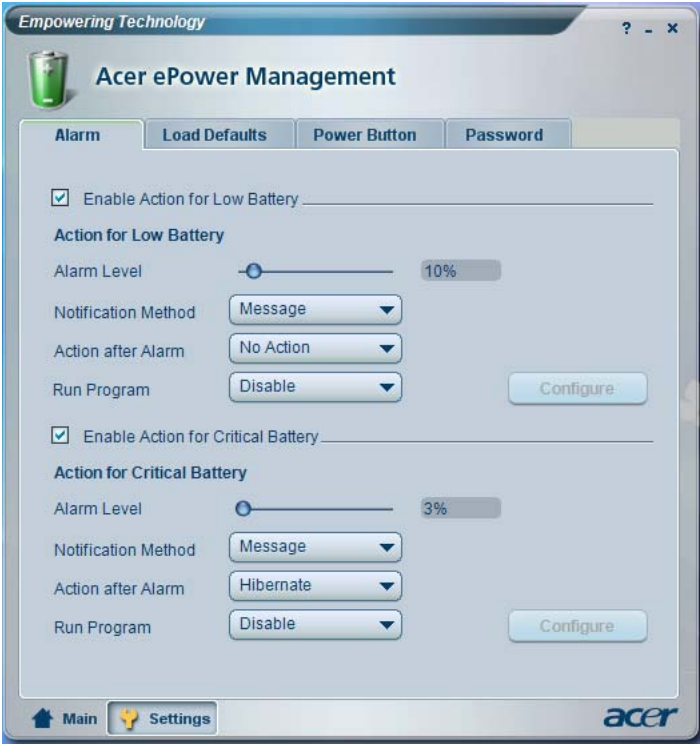 Empowering Technology
? - x
Acer ePower Management
Alarm Load Defaults Power Button Password
Enable Action for Low Battery
Action for Low Battery
Alarm Level 10%
Notification Method Message
Action after Alarm No Action
Run Program Disable Configure
Enable Action for Critical Battery
Action for Critical Battery
Alarm Level 3%
Notification Method Message
Action after Alarm Hibernate
Run Program Disable Configure
Main Settings acer